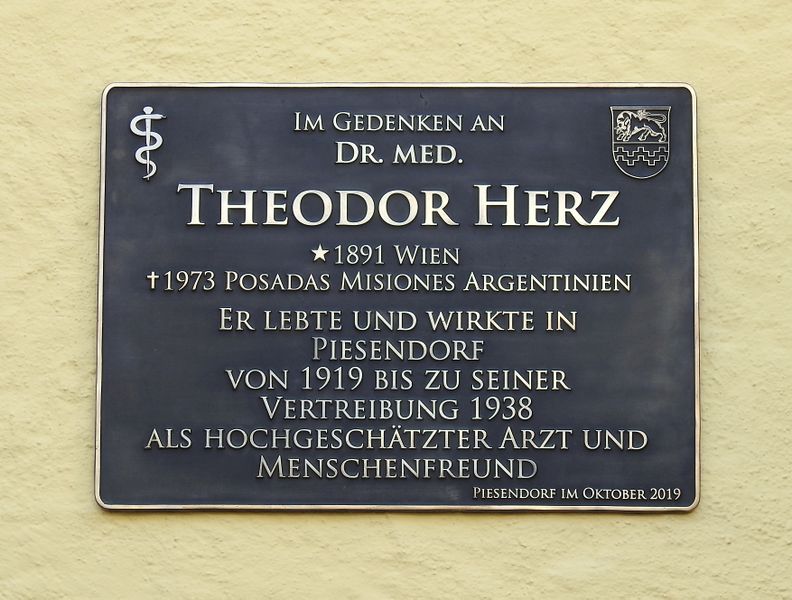 Im Gedenken an
Dr. med.
Theodor Herz
★1891 Wien
✝1973 Posadas Misiones Argentinien
Er lebte und wirkte in
Piesendorf
von 1919 bis zu seiner
Vertreibung 1938
als hochgeschätzter Arzt und
Menschenfreund
Piesendorf im Oktober 2019